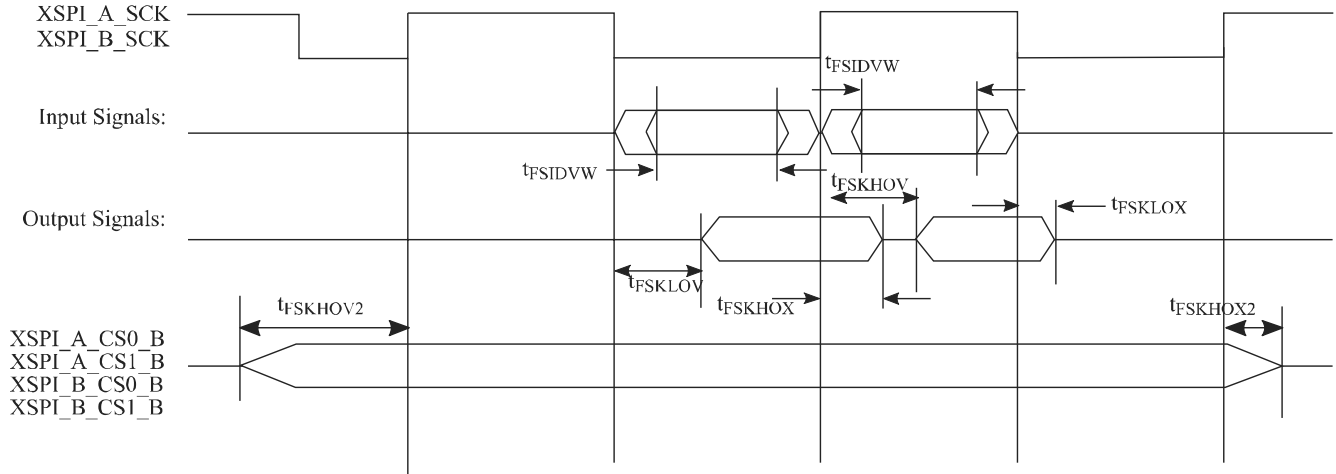 XSPI_A_SCK
XSPI_B_SCK
tFSIDVW
Input Signals:
tFSIDVW
tFSKHOV
Output Signals:
tFSKLOX
tFSKLOV
tFSKHOX
tFSKHOV2
tFSKHOX2
XSPI_A_CS0_B
XSPI_A_CS1_B
XSPI_B_CS0_B
XSPI_B_CS1_B